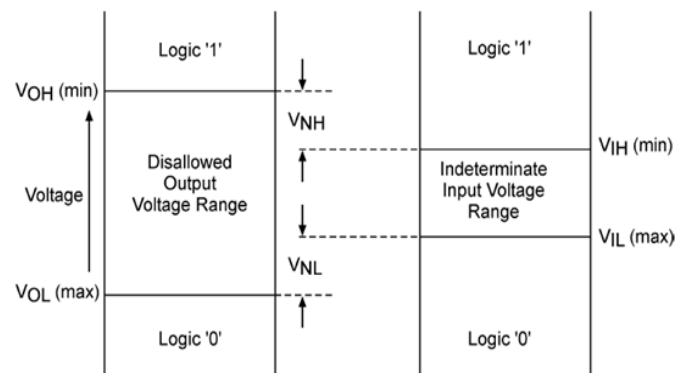 Logic '1'
Logic '1'
VOH (min)
VNH
VIH (min)
Disallowed
Output
Voltage Range
Indeterminate
Input Voltage
Range
Voltage
VIL (max)
VNL
VOL (max)
Logic '0'
Logic '0'